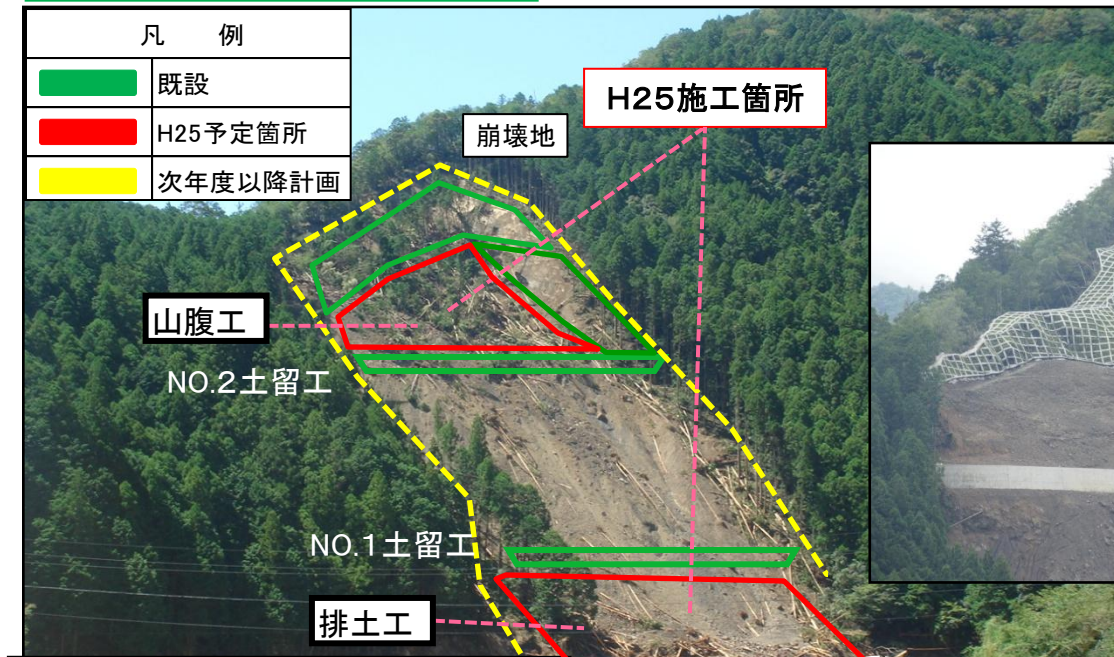 凡 例
既設
H25予定箇所
次年度以降計画
H25施工箇所
崩壊地
山腹工
NO.2土留工
NO.1土留工
排土工